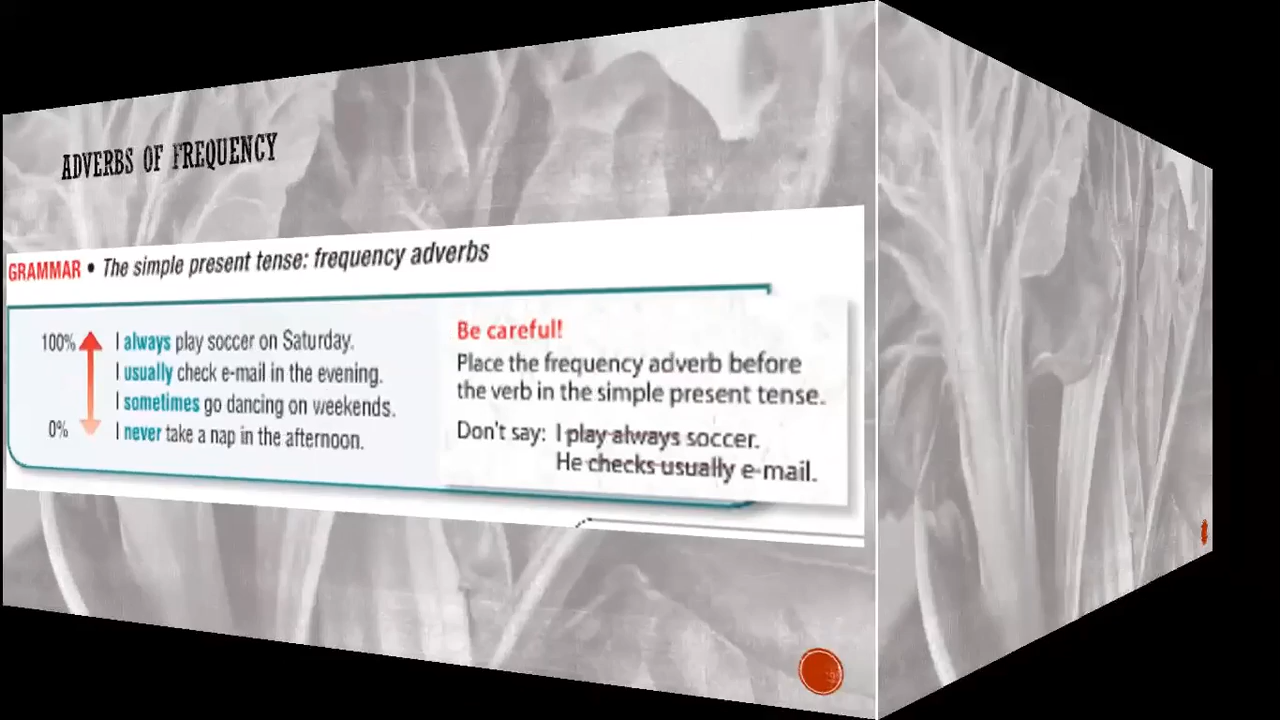 ADVERBS OF FREQUENCY
GRAMMAR • The simple present tense: frequency adverbs
100%
0%
I always play soccer on Saturday.
I usually check e-mail in the evening.
I sometimes go dancing on weekends.
I never take a nap in the afternoon.
Be careful!
Place the frequency adverb before
the verb in the simple present tense.
Don't say: I play always soccer.
He checks usually e-mail.